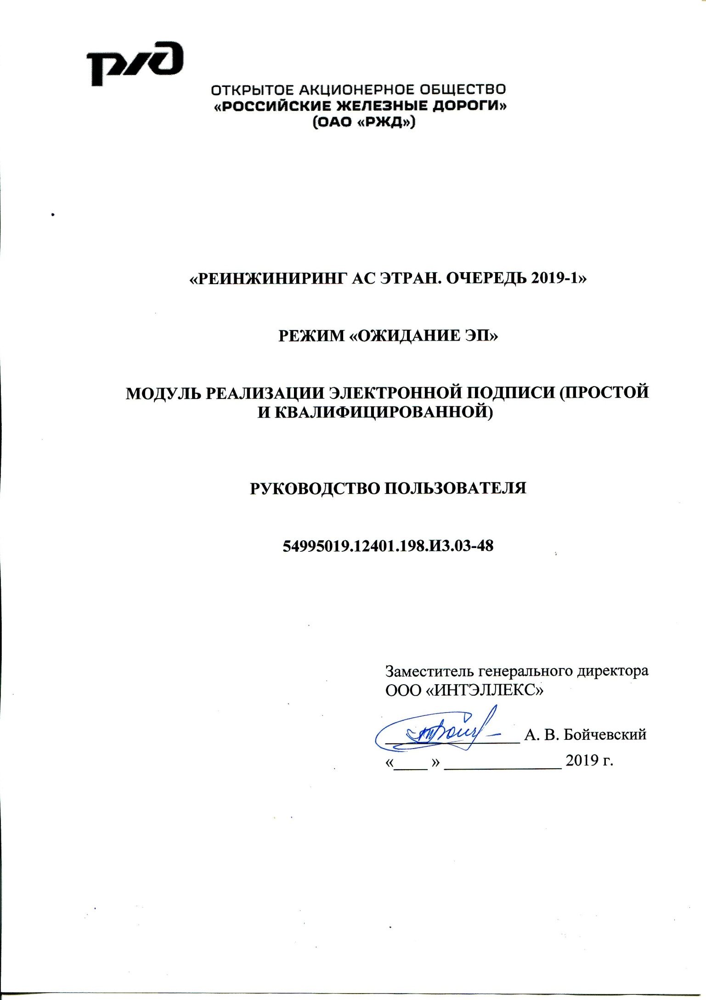 ржд
ОТКРЫТОЕ АКЦИОНЕРНОЕ ОБЩЕСТВО
«РОССИЙСКИЕ ЖЕЛЕЗНЫЕ ДОРОГИ»
(ОАО «РЖД»)
«РЕИНЖИНИРИНГ АС ЭТРАН. ОЧЕРЕДЬ 2019-1»
РЕЖИМ «ОЖИДАНИЕ ЭП»
МОДУЛЬ РЕАЛИЗАЦИИ ЭЛЕКТРОННОЙ ПОДПИСИ (ПРОСТОЙ
И КВАЛИФИЦИРОВАННОЙ)
РУКОВОДСТВО ПОЛЬЗОВАТЕЛЯ
54995019.12401.198.ИЗ.03-48
Заместитель генерального директора
ООО «ИНТЭЛЛЕКС»
________________ А. В. Бойчевский
«____ » ______________ 2019 г.